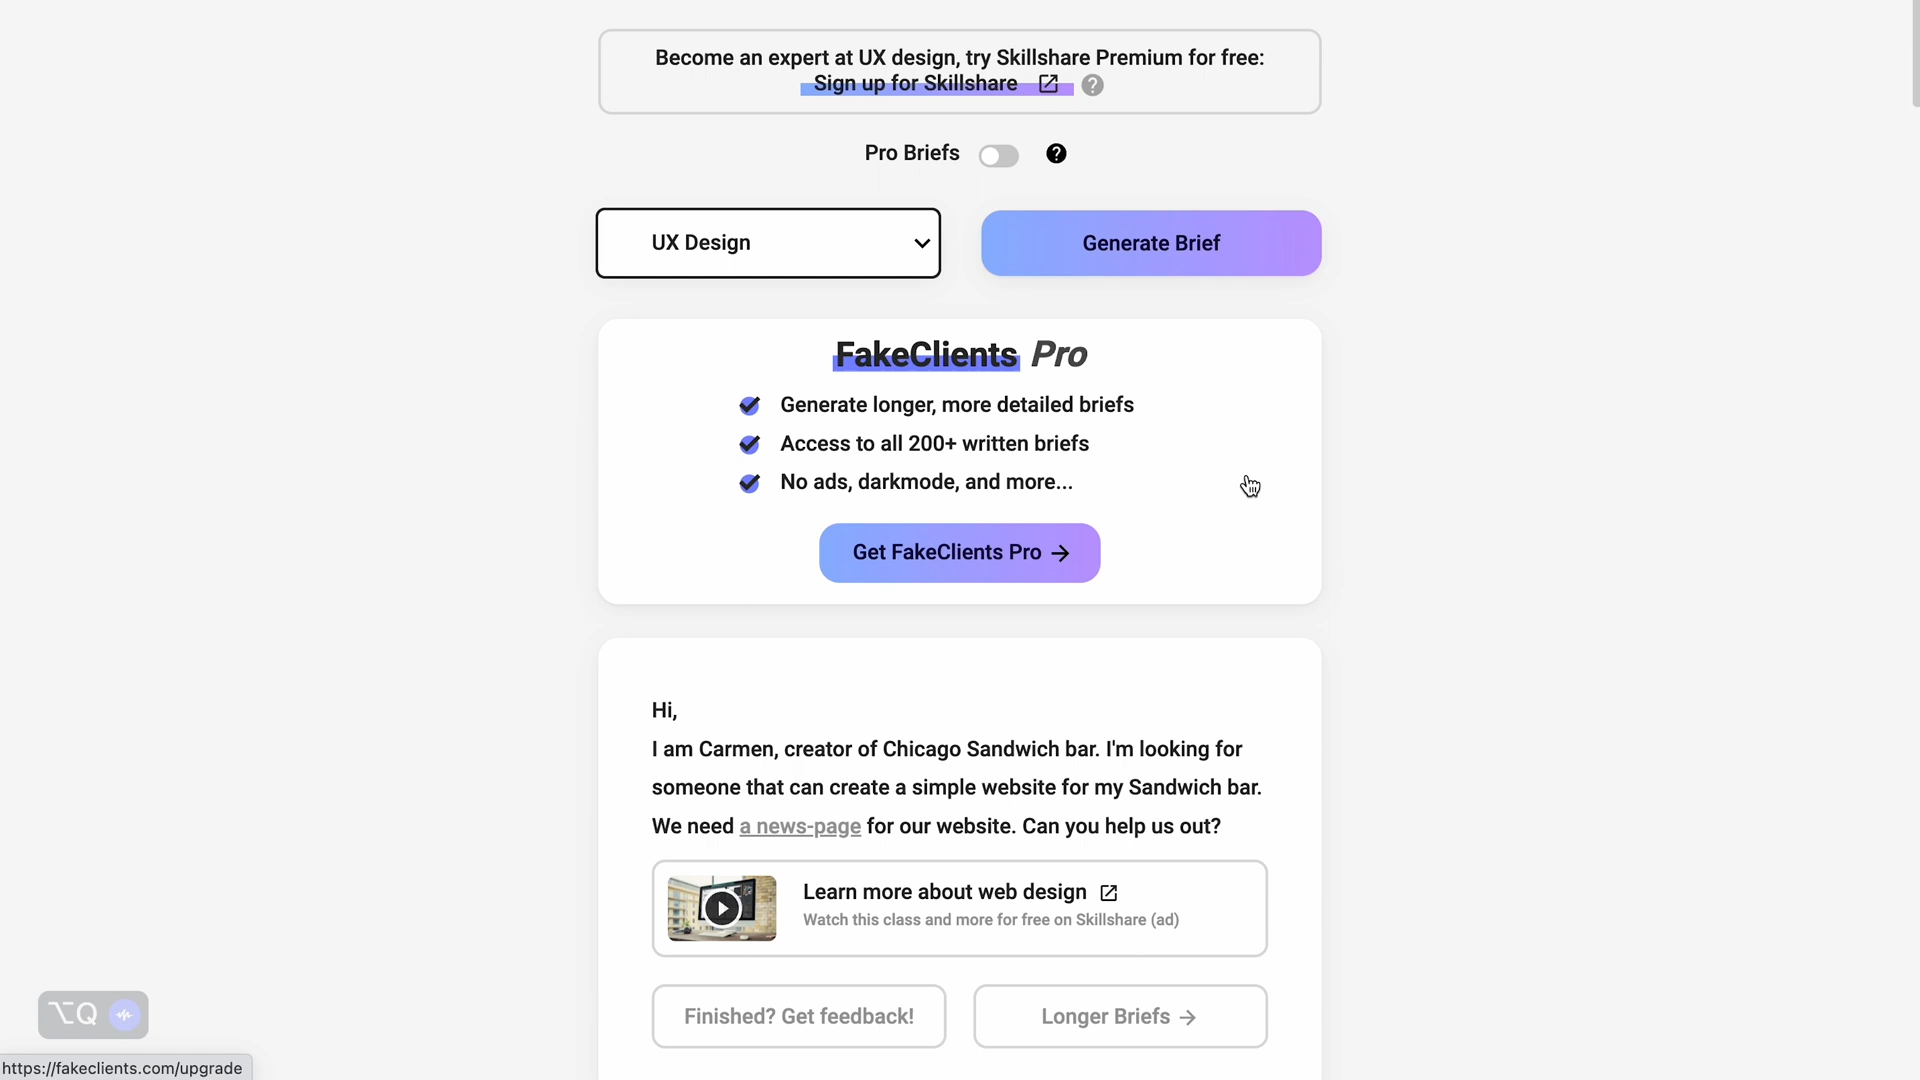 Become an expert at UX design, try Skillshare Premium for free:
Sign up for Skillshare ?
Pro Briefs ?
UX Design
Generate Brief
FakeClients Pro
Generate longer, more detailed briefs
Access to all 200+ written briefs
No ads, darkmode, and more...
Get FakeClients Pro →
Hi,
I am Carmen, creator of Chicago Sandwich bar. I'm looking for
someone that can create a simple website for my Sandwich bar.
We need a news-page for our website. Can you help us out?
Learn more about web design
Watch this class and more for free on Skillshare (ad)
Finished? Get feedback!
Longer Briefs →
⌥Q
https://fakeclients.com/upgrade